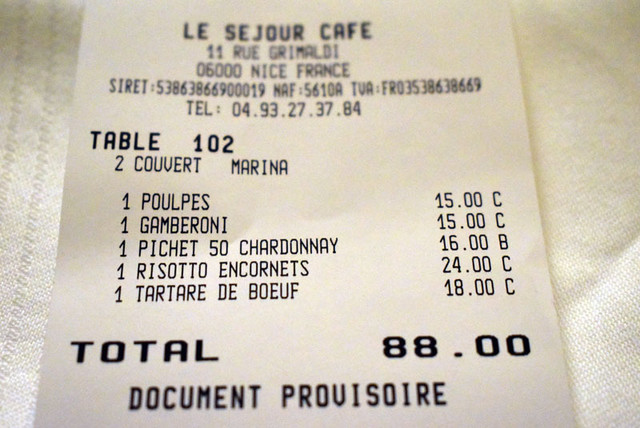 LE SEJOUR CAFE
11 RUE GRIMALDI
06000 NICE FRANCE
SIRET:53863866900019 NAF:5610A TVA:FR03538638669
TEL: 04.93.27.37.84
TABLE 102
2 COUVERT MARINA
1 POULPES 15.00 C
1 GAMBERONI 15.00 C
1 PICHET 50 CHARDONNAY 16.00 B
1 RISOTTO ENCORNETS 24.00 C
1 TARTARE DE BOEUF 18.00 C
TOTAL 88.00
DOCUMENT PROVISOIRE